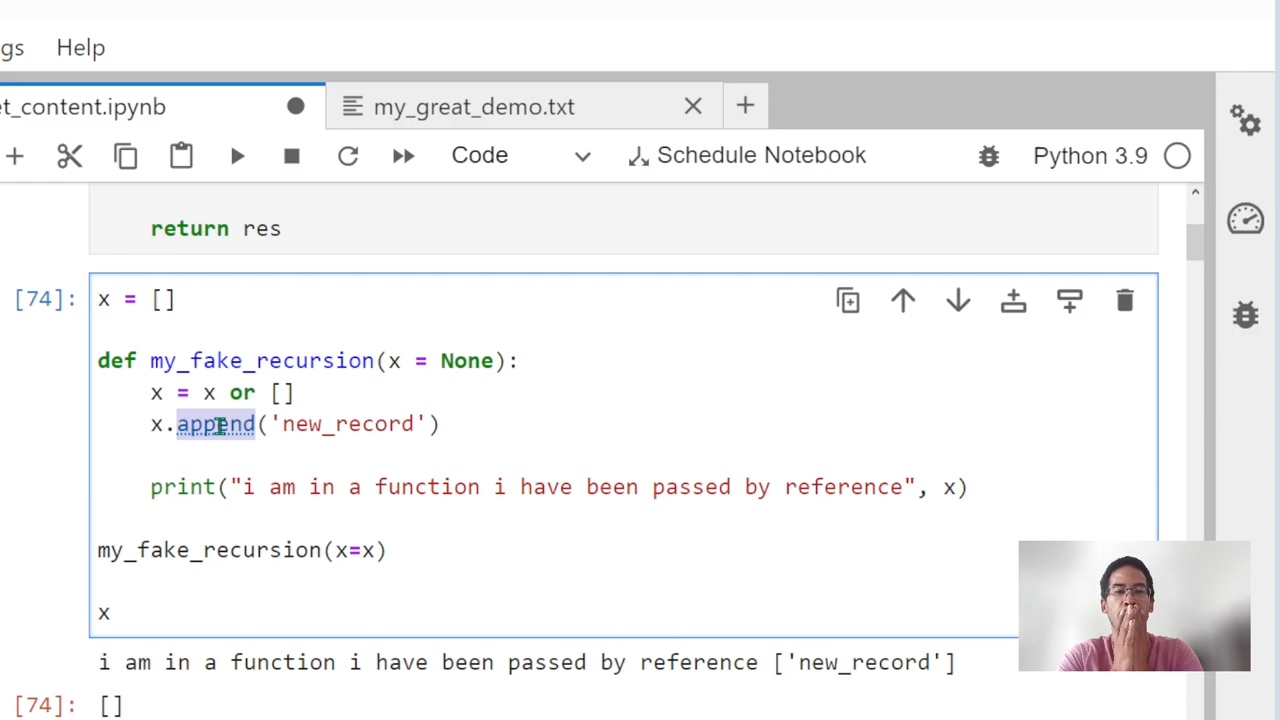 gs Help
et_content.ipynb my_great_demo.txt
Code Schedule Notebook Python 3.9
return res
[74]: x = []
def my_fake_recursion(x = None):
x = x or []
x.append('new_record')
print("i am in a function i have been passed by reference", x)
my_fake_recursion(x=x)
x
i am in a function i have been passed by reference ['new_record']
[74]: []